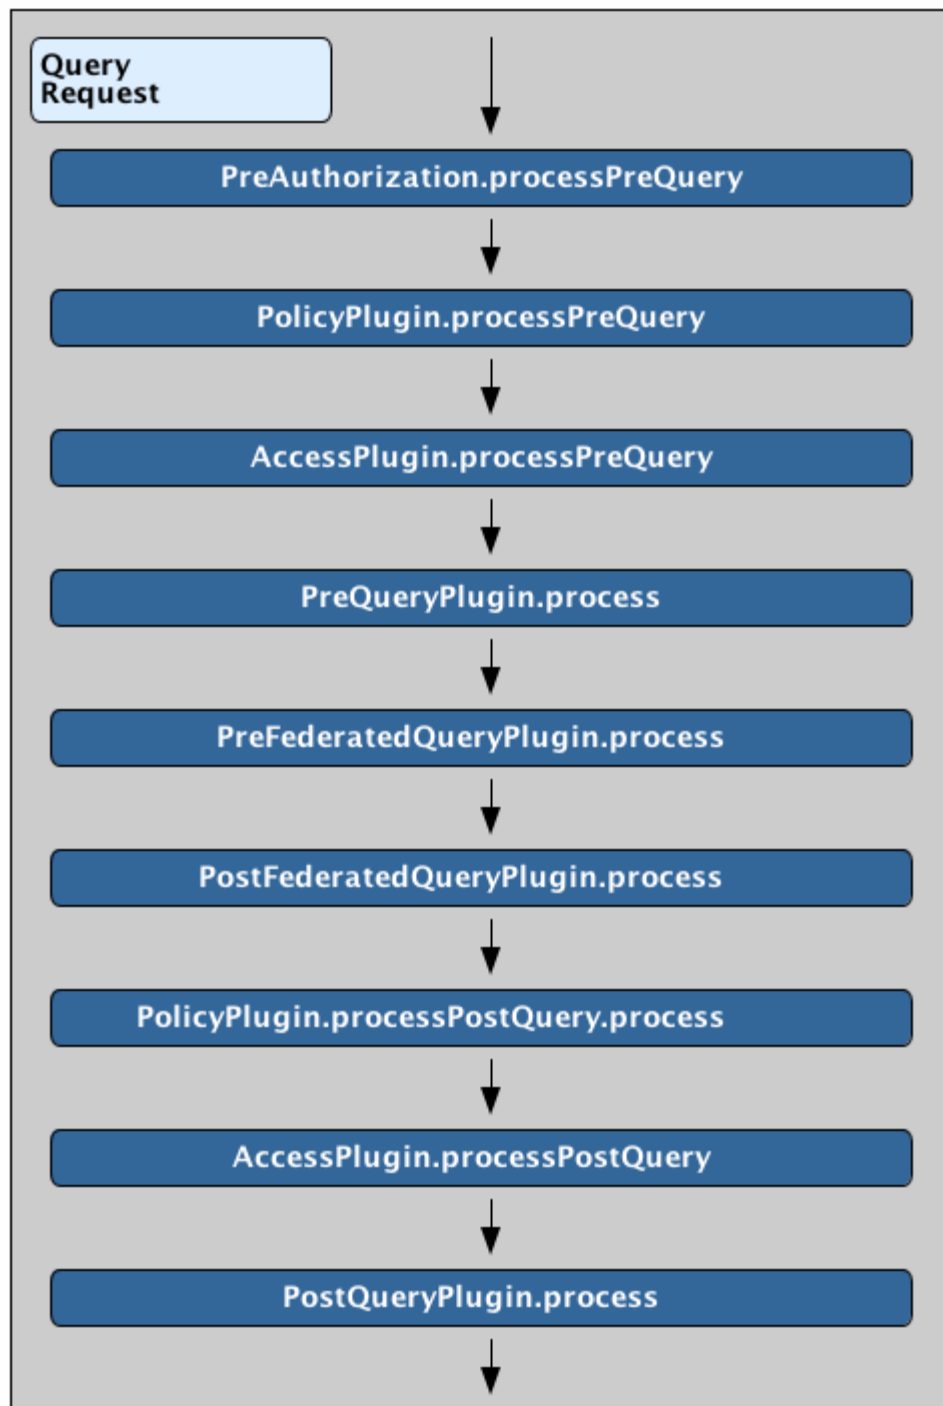 Query
Request
PreAuthorization.processPreQuery
PolicyPlugin.processPreQuery
AccessPlugin.processPreQuery
PreQueryPlugin.process
PreFederatedQueryPlugin.process
PostFederatedQueryPlugin.process
PolicyPlugin.processPostQuery.process
AccessPlugin.processPostQuery
PostQueryPlugin.process